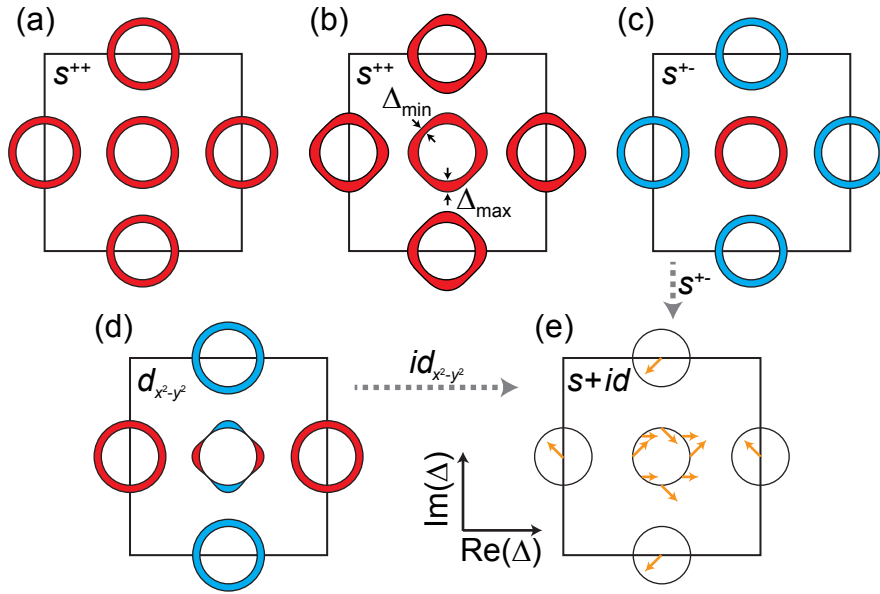 (a)
s⁺⁺
(b)
s⁺⁺
Δmin
Δmax
(c)
s⁺⁻
s⁺⁻
(d)
dx²-y²
idx²-y²
(e)
s+id
Im(Δ)
Re(Δ)